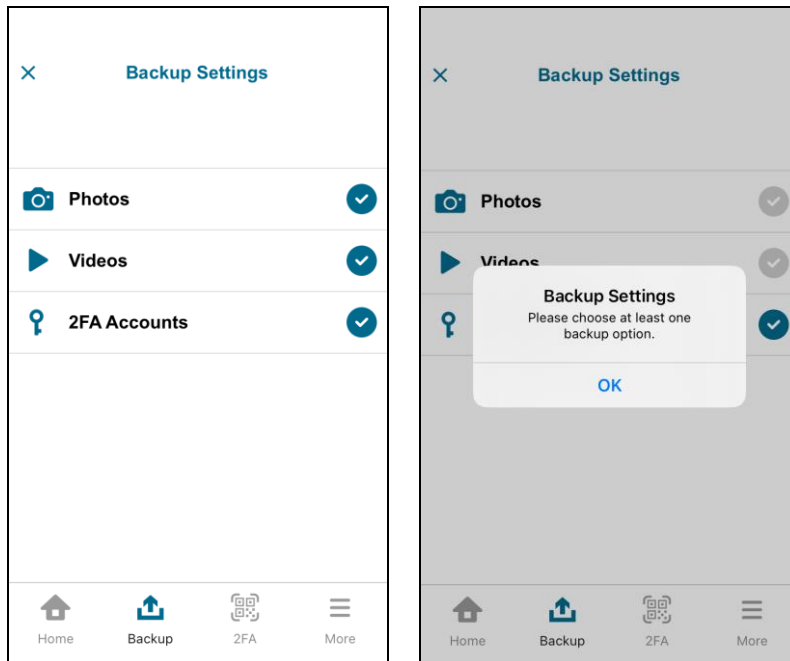 Backup Settings
Photos
Videos
2FA Accounts
Home Backup 2FA More
Backup Settings
Photos
Videos
Backup Settings
Please choose at least one
backup option.
OK
Home Backup 2FA More